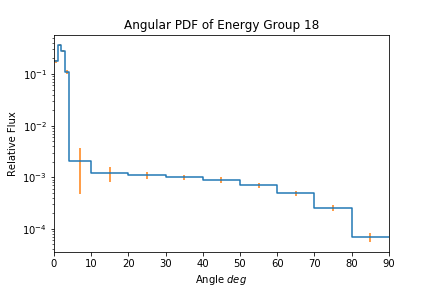 Angular PDF of Energy Group 18
Relative Flux
10⁻¹
10⁻²
10⁻³
10⁻⁴
0 10 20 30 40 50 60 70 80 90
Angle deg